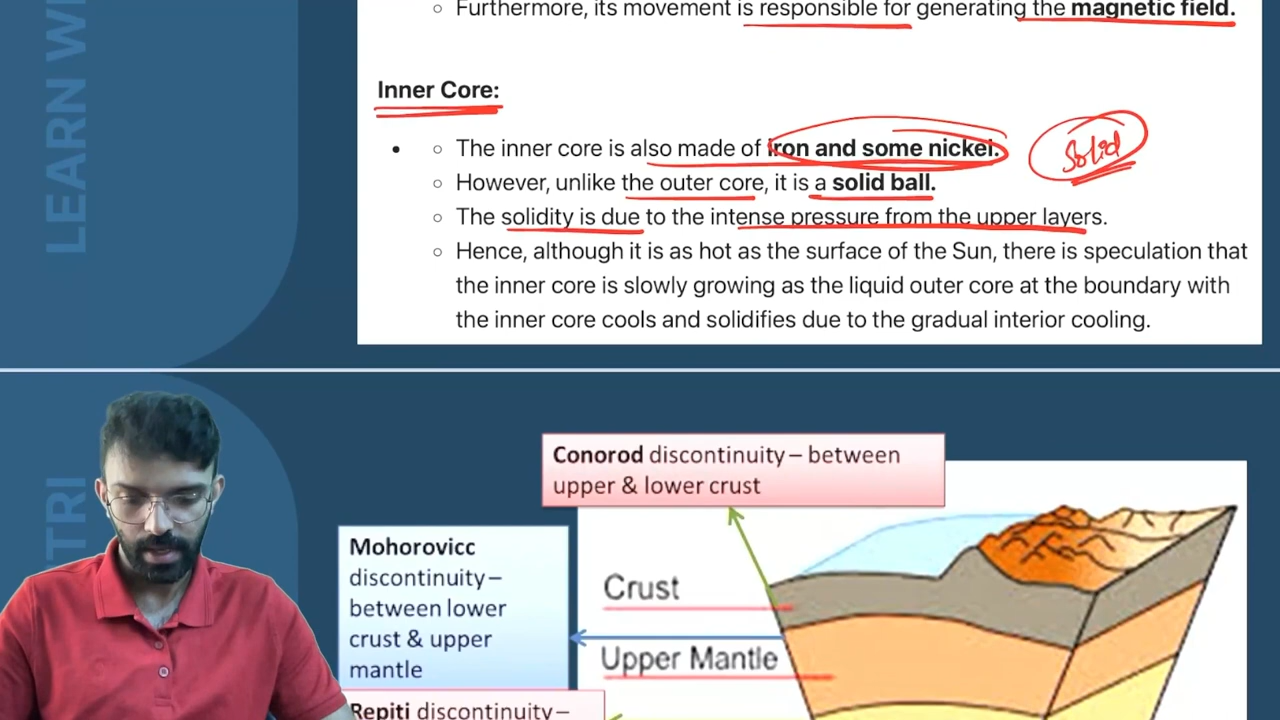 Furthermore, its movement is responsible for generating the magnetic field.
LEARN WI
Inner Core:
The inner core is also made of iron and some nickel.
Solid
However, unlike the outer core, it is a solid ball.
The solidity is due to the intense pressure from the upper layers.
Hence, although it is as hot as the surface of the Sun, there is speculation that
the inner core is slowly growing as the liquid outer core at the boundary with
the inner core cools and solidifies due to the gradual interior cooling.
TRI
Conorod discontinuity – between
upper & lower crust
Mohorovicc
discontinuity –
between lower
crust & upper
mantle
Crust
Upper Mantle
Repiti discontinuity –